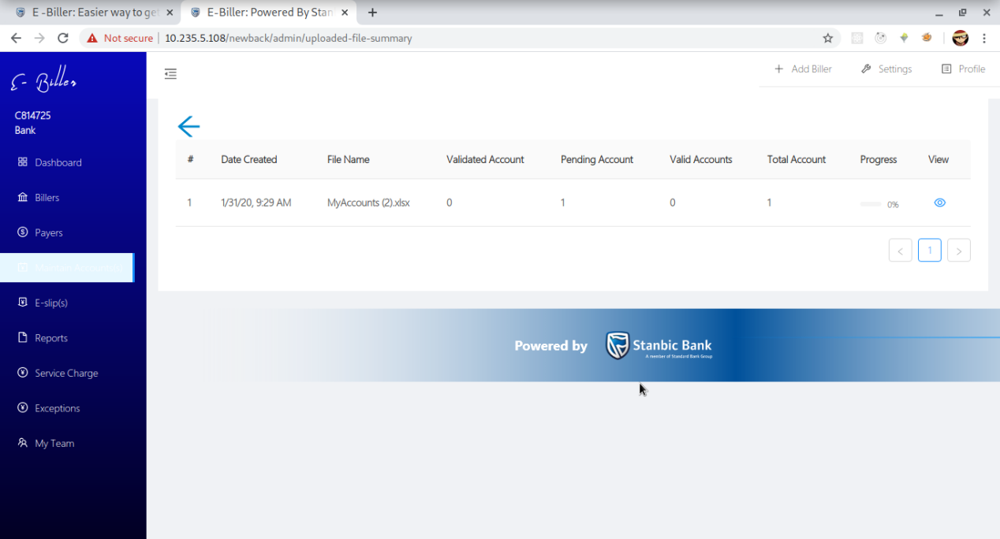 E -Biller: Easier way to get
E-Biller: Powered By Stan
Not secure
10.235.5.108/newback/admin/uploaded-file-summary
E- Biller
C814725
Bank
Dashboard
Billers
Payers
E-slip(s)
Reports
Service Charge
Exceptions
My Team
Add Biller Settings Profile
# Date Created File Name Validated Account Pending Account Valid Accounts Total Account Progress View
1 1/31/20, 9:29 AM MyAccounts (2).xlsx 0 1 0 1 0%
< 1 >
Powered by
Stanbic Bank
A member of Standard Bank Group